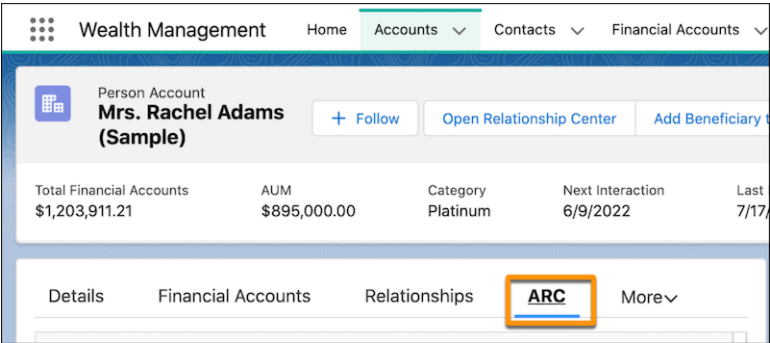 Wealth Management Home Accounts Contacts Financial Accounts
Person Account
Mrs. Rachel Adams
(Sample)
+ Follow Open Relationship Center Add Beneficiary t
Total Financial Accounts AUM Category Next Interaction Last
$1,203,911.21 $895,000.00 Platinum 6/9/2022 7/17/
Details Financial Accounts Relationships ARC More